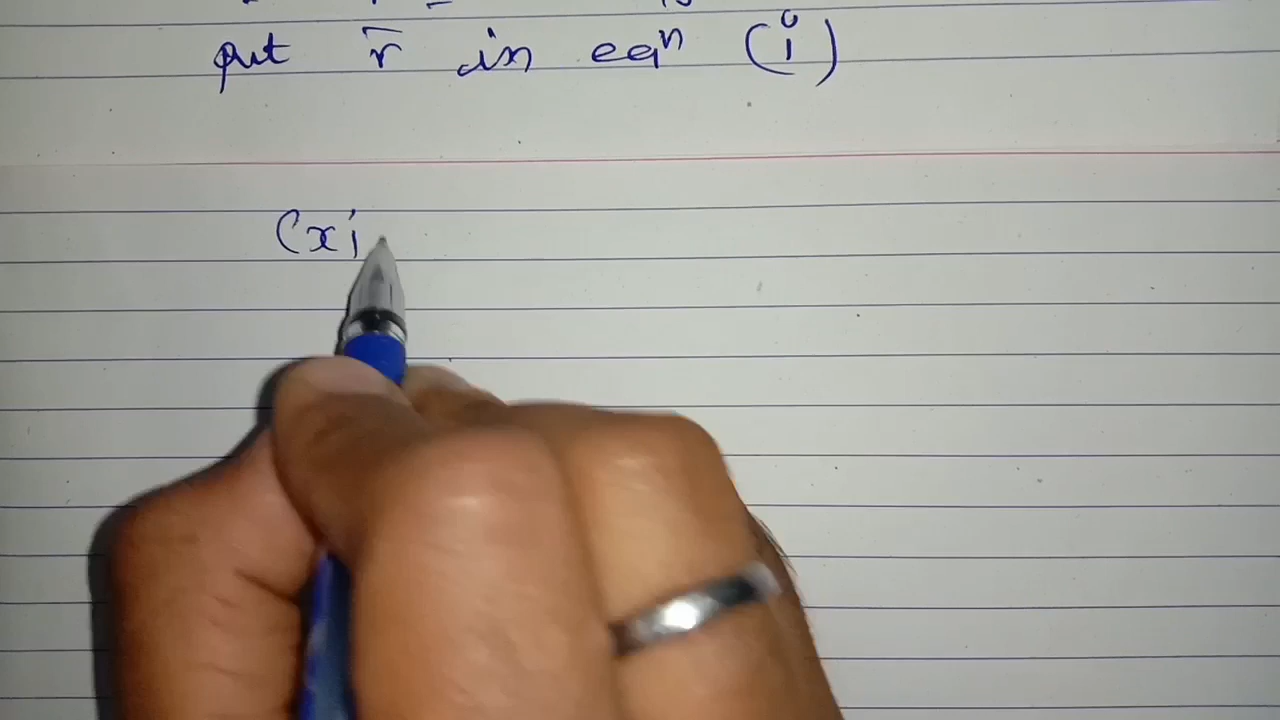 put r̄ in eqⁿ (i)
(xi